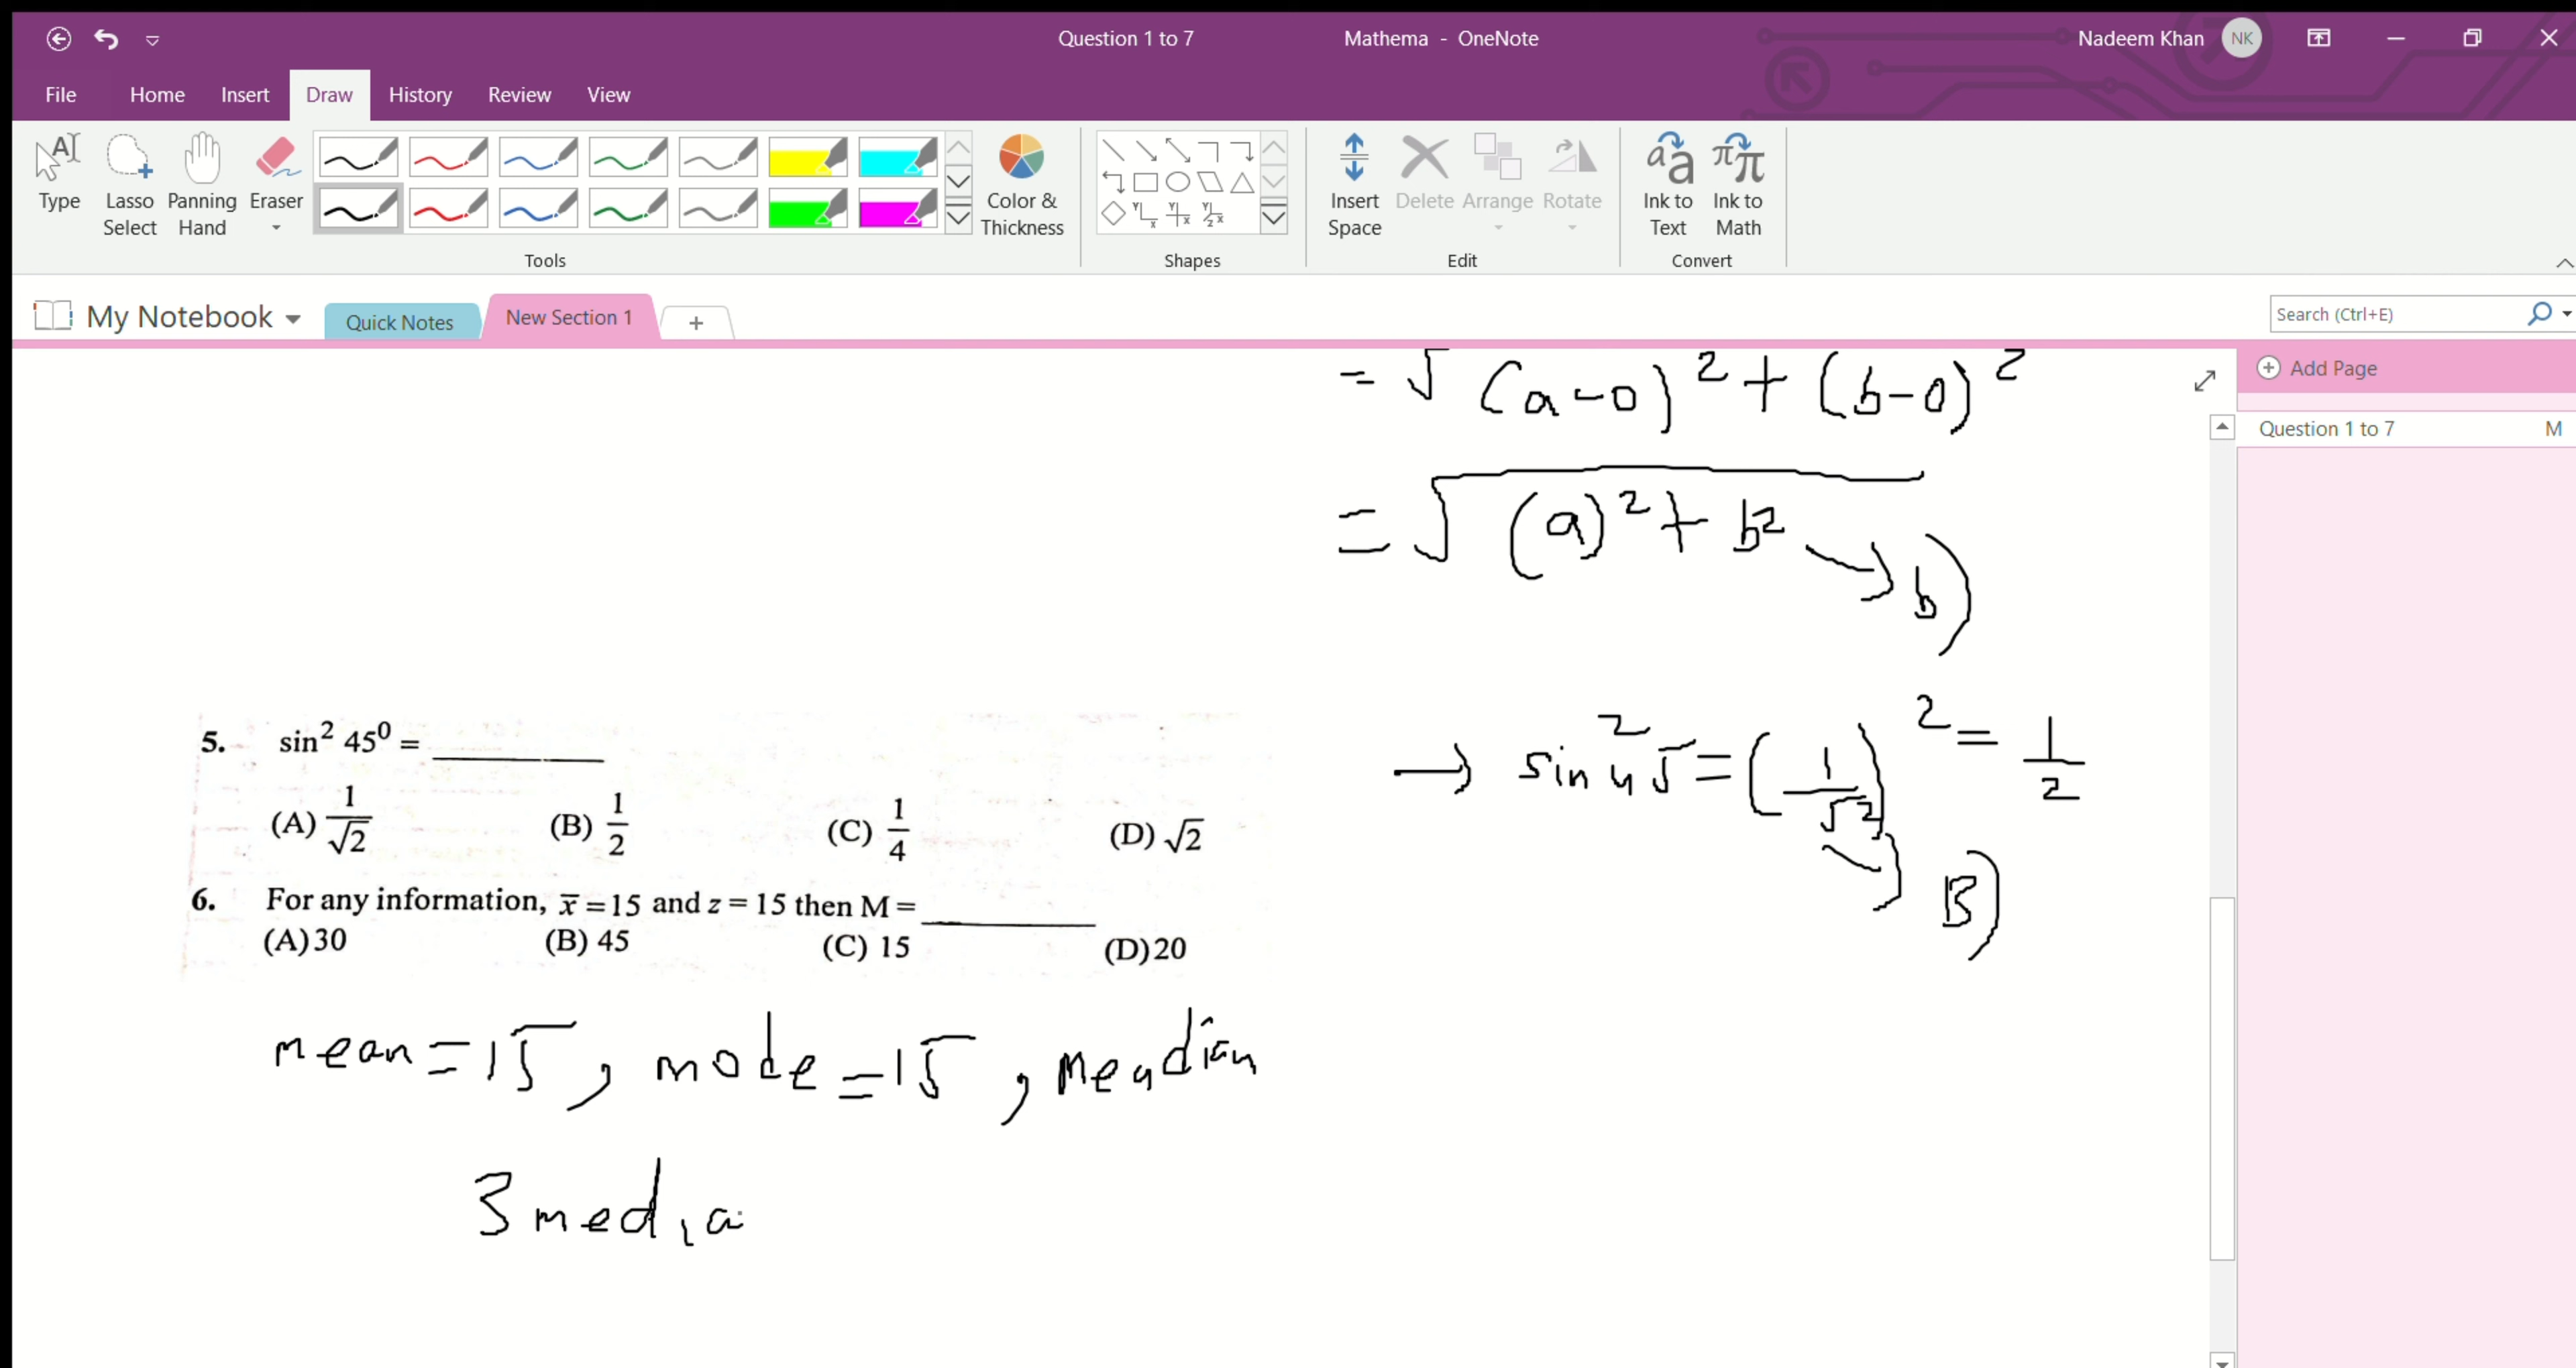 Question 1 to 7
Mathema - OneNote
Nadeem Khan
NK
File
Home
Insert
Draw
History
Review
View
Type
Lasso Select
Panning Hand
Eraser
Color & Thickness
Insert Space
Delete
Arrange
Rotate
Ink to Text
Ink to Math
Tools
Shapes
Edit
Convert
My Notebook
Quick Notes
New Section 1
+
Search (Ctrl+E)
Add Page
Question 1 to 7
M
= √ (a-0)² + (b-0)²
= √(a)² + b² → b)
5. sin² 45⁰ = ________
(A) 1/√2 (B) 1/2 (C) 1/4 (D) √2
→ sin² 45 = (1/√2)² = 1/2
→ B)
6. For any information, x̄ = 15 and z = 15 then M = ________
(A) 30 (B) 45 (C) 15 (D) 20
mean = 15, mode = 15, Meadian
3 media